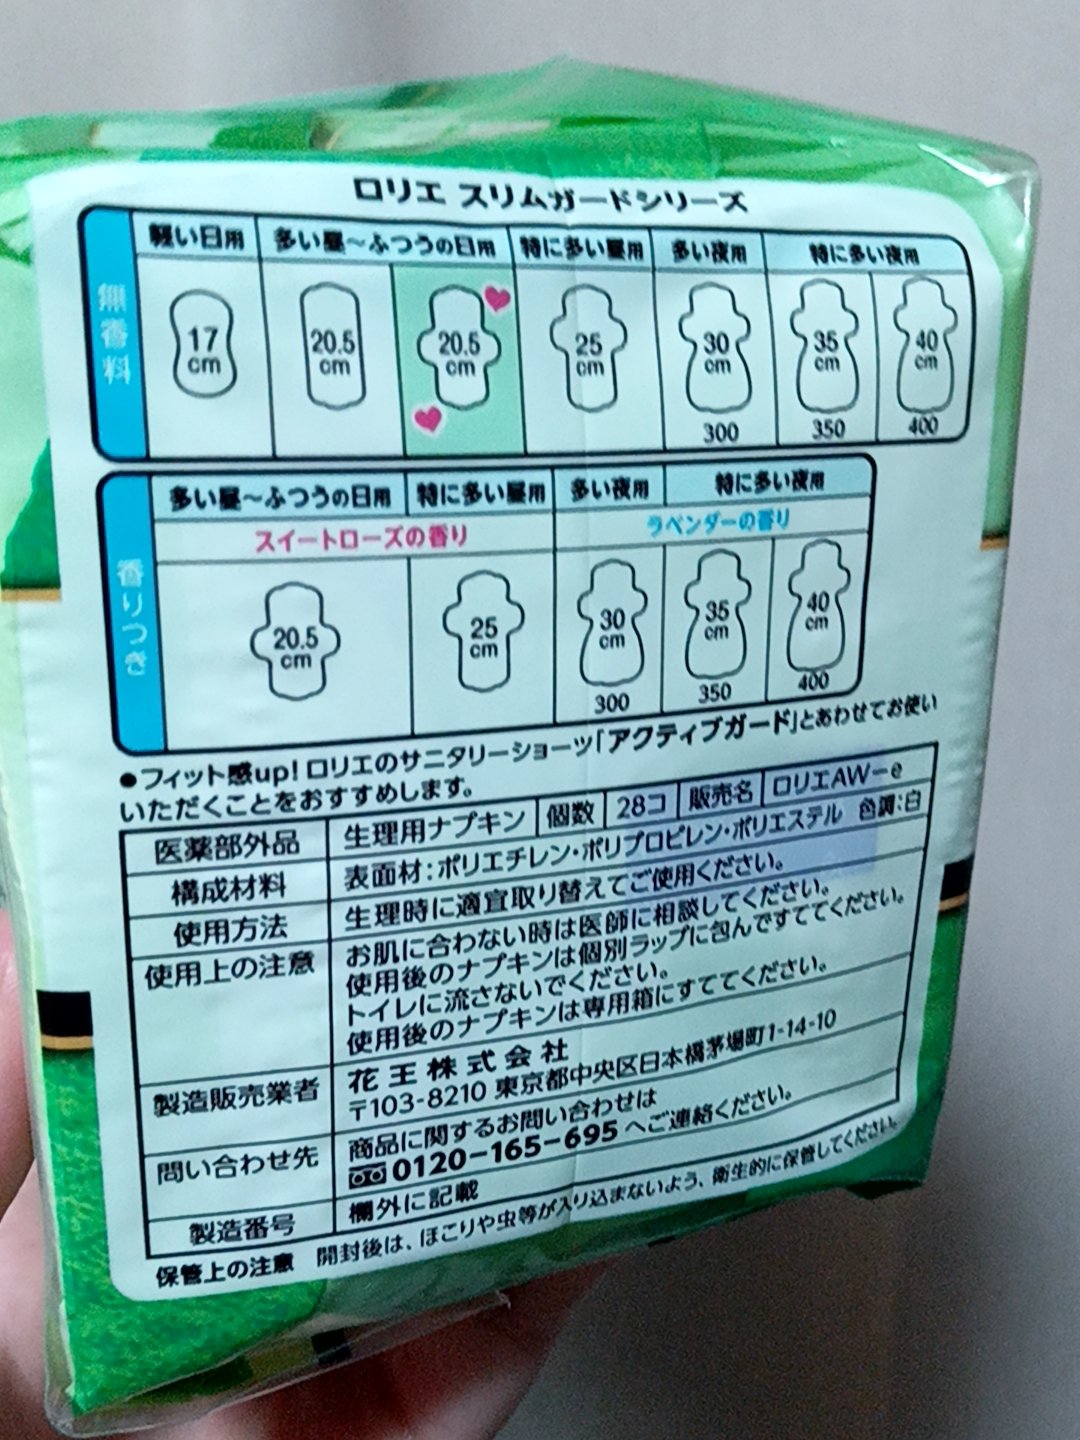 ロリエ スリムガードシリーズ
無香料
軽い日用 多い昼～ふつうの日用 特に多い昼用 多い夜用 特に多い夜用
17 cm 20.5 cm 20.5 cm 25 cm 30 cm 35 cm 40 cm
300 350 400
香りつき
多い昼～ふつうの日用 特に多い昼用 多い夜用 特に多い夜用
スイートローズの香り ラベンダーの香り
20.5 cm 25 cm 30 cm 35 cm 40 cm
300 350 400
●フィット感up!ロリエのサニタリーショーツ「アクティブガード」とあわせてお使い
いただくことをおすすめします。
医薬部外品 生理用ナプキン 個数 28コ 販売名 ロリエAW-e
構成材料 表面材:ポリエチレン・ポリプロピレン・ポリエステル 色調:白
使用方法 生理時に適宜取り替えてご使用ください。
使用上の注意 お肌に合わない時は医師に相談してください。
使用後のナプキンは個別ラップに包んですててください。
トイレに流さないでください。
使用後のナプキンは専用箱にすててください。
製造販売業者 花王株式会社
〒103-8210 東京都中央区日本橋茅場町1-14-10
問い合わせ先 商品に関するお問い合わせは
0120-165-695 へご連絡ください。
製造番号 欄外に記載
保管上の注意 開封後は、ほこりや虫等が入り込まないよう、衛生的に保管してください。